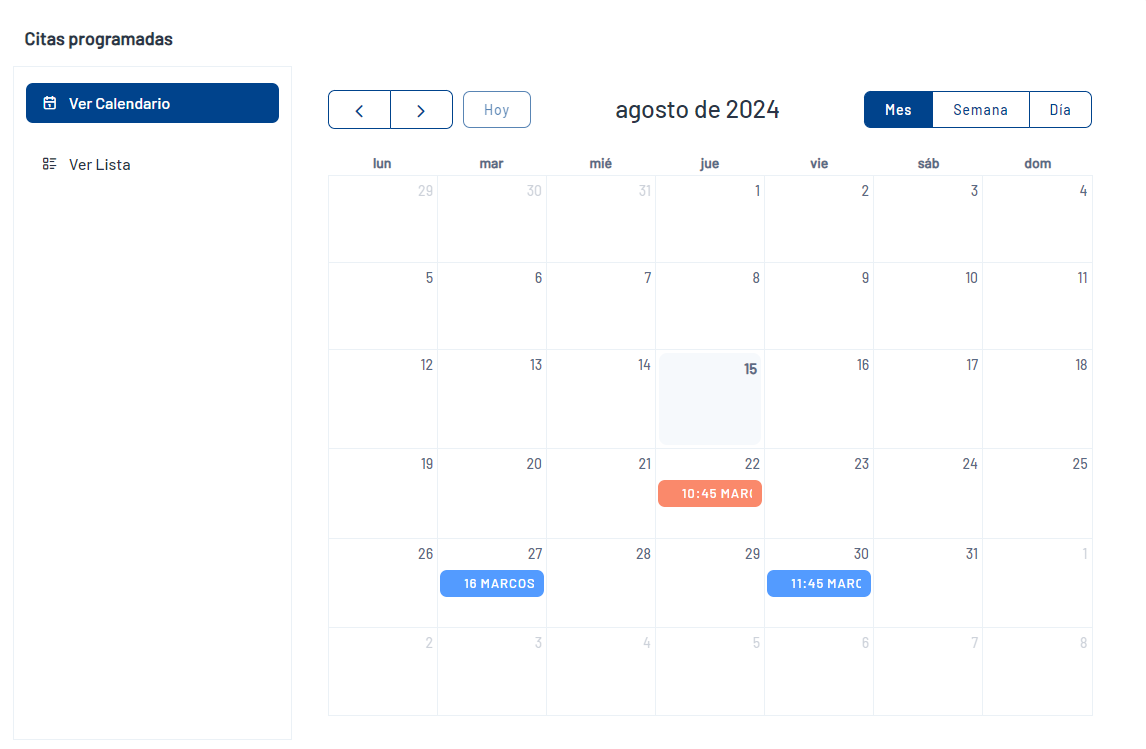 Citas programadas
Ver Calendario
Ver Lista
Hoy
agosto de 2024
Mes Semana Día
lun mar mié jue vie sáb dom
29 30 31 1 2 3 4
5 6 7 8 9 10 11
12 13 14 15 16 17 18
19 20 21 22 23 24 25
10:45
26 27 28 29 30 31 1
16 MARCOS 11:45
2 3 4 5 6 7 8